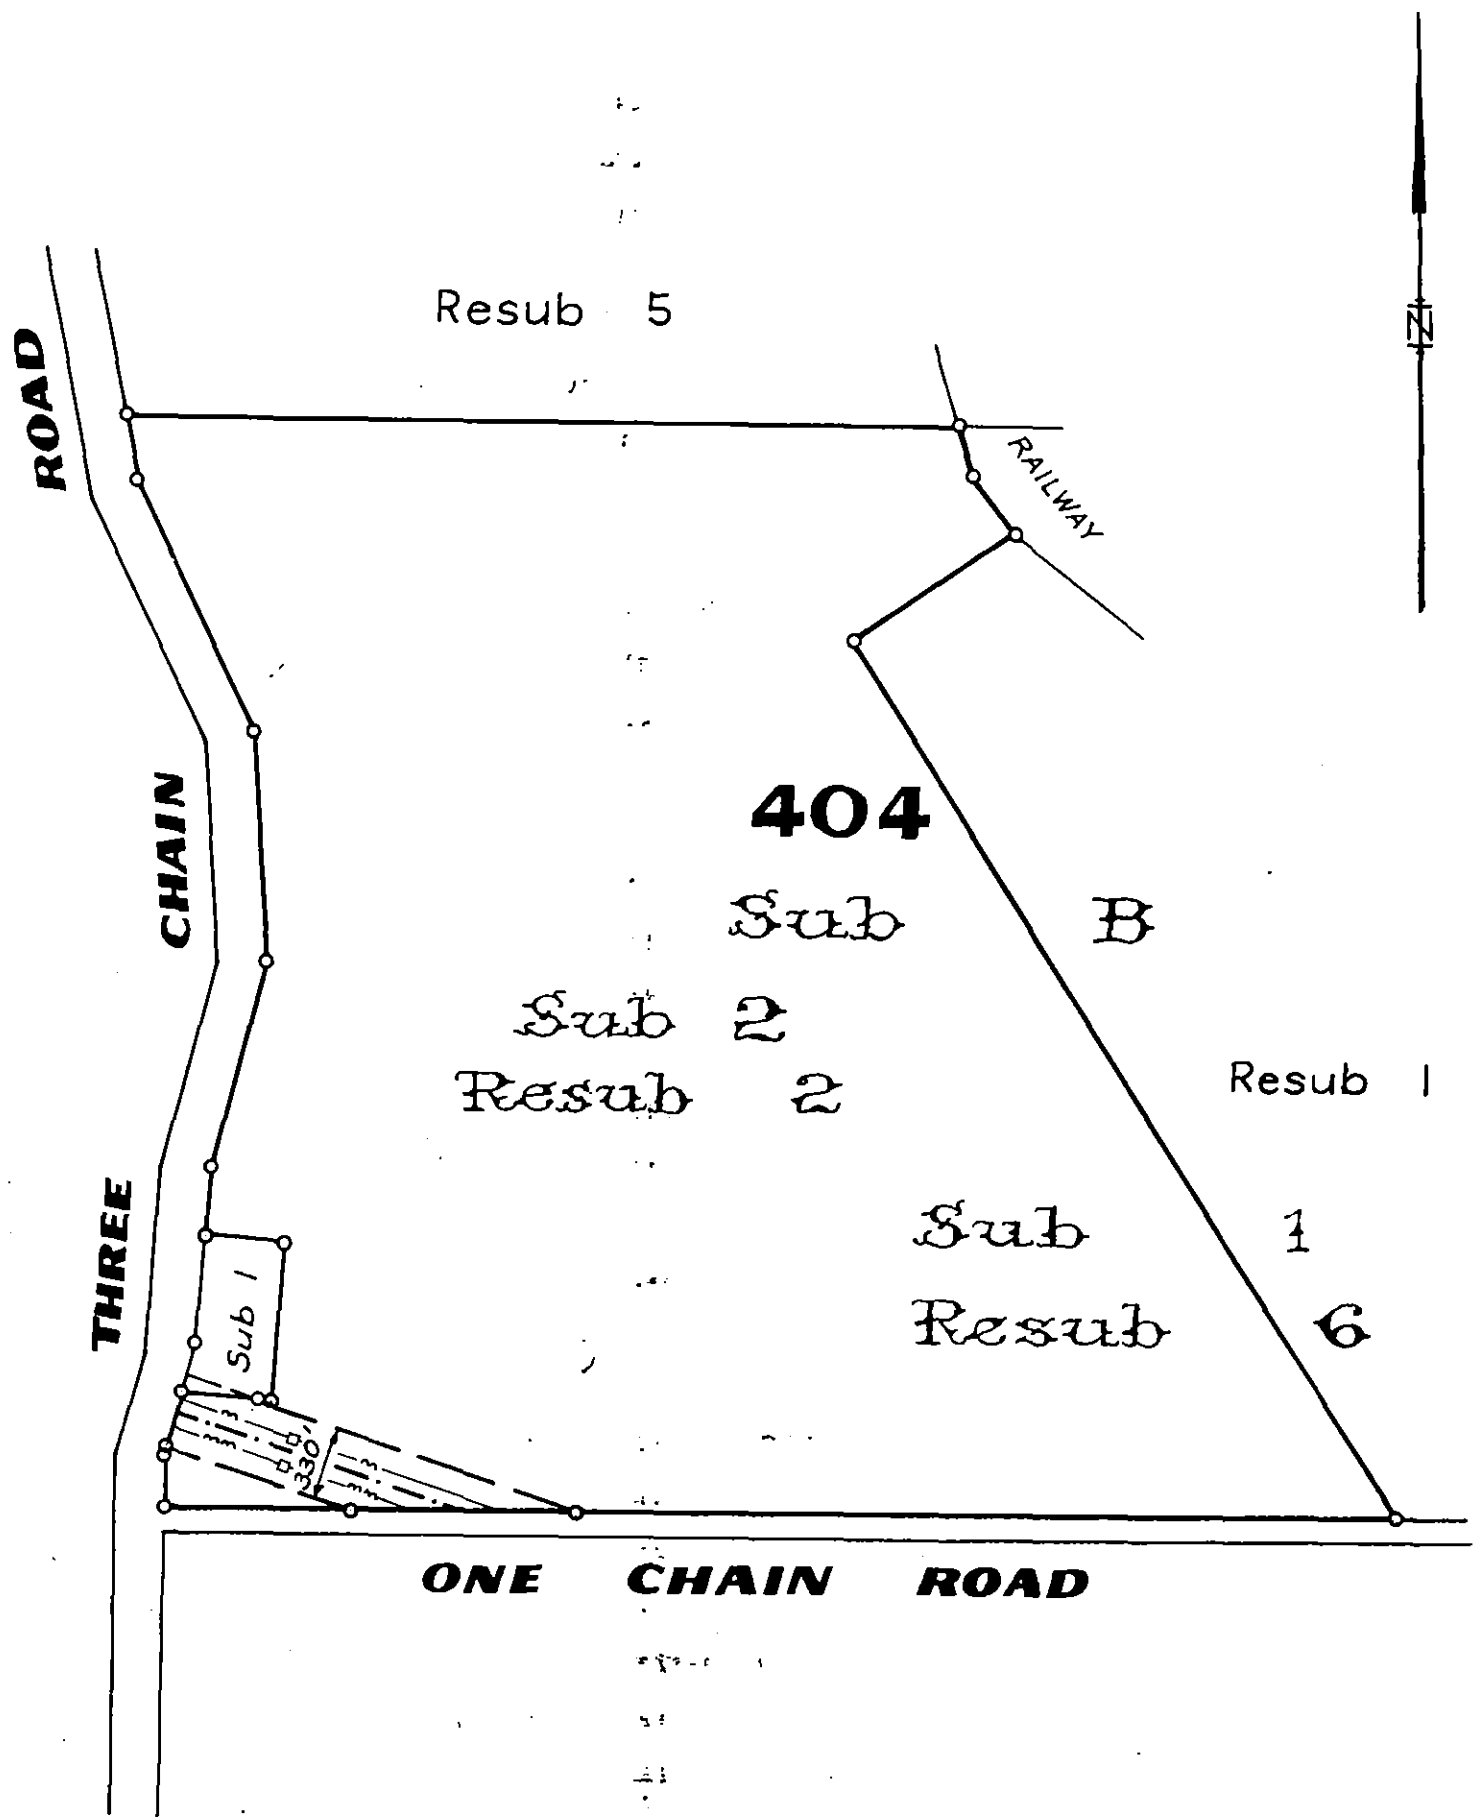 Resub 5
N
ROAD
RAILWAY
404
CHAIN
Sub B
Sub 2
Resub 2
Resub 1
THREE
Sub 1
Resub 6
Sub 1
330'
ONE CHAIN ROAD